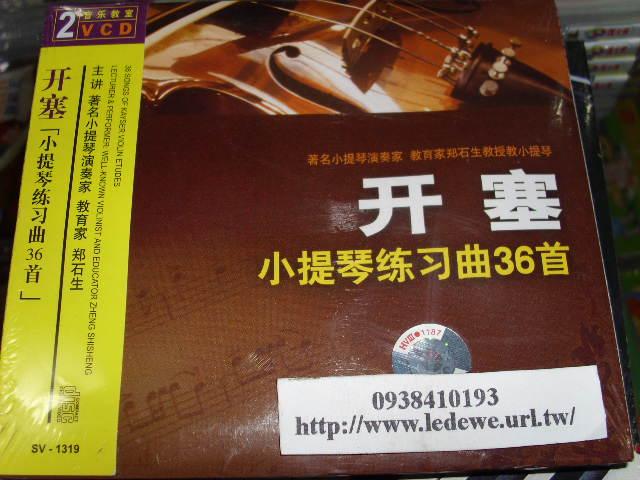 2 音乐教室
VCD
开塞「小提琴练习曲36首」
主讲 著名小提琴演奏家 教育家 郑石生
36 SONGS OF KAYSER VIOLIN ETUDES
LECTURER & PERFORMER: WELL-KNOWN VIOLINIST AND EDUCATOR ZHENG SHISHENG
SV - 1319
著名小提琴演奏家 教育家郑石生教授教小提琴
开 塞
小提琴练习曲36首
1187
0938410193
http://www.ledewe.url.tw/